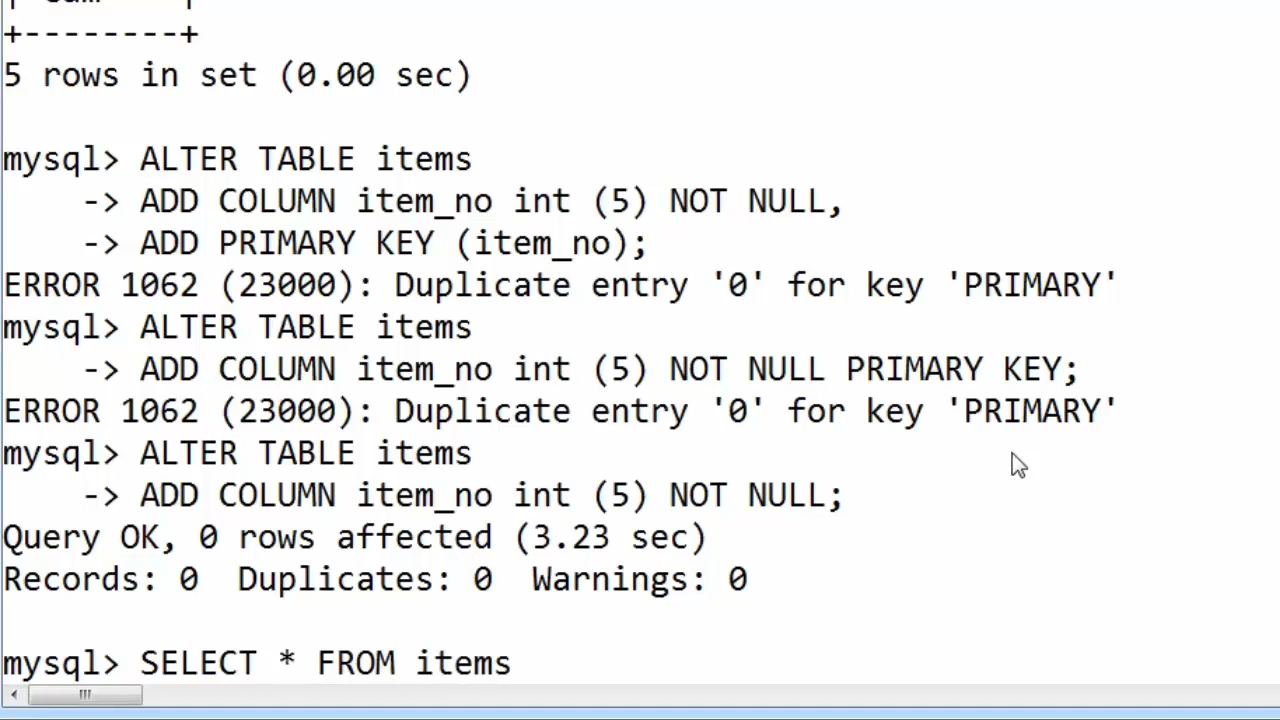 +--------+
5 rows in set (0.00 sec)
mysql> ALTER TABLE items
    -> ADD COLUMN item_no int (5) NOT NULL,
    -> ADD PRIMARY KEY (item_no);
ERROR 1062 (23000): Duplicate entry '0' for key 'PRIMARY'
mysql> ALTER TABLE items
    -> ADD COLUMN item_no int (5) NOT NULL PRIMARY KEY;
ERROR 1062 (23000): Duplicate entry '0' for key 'PRIMARY'
mysql> ALTER TABLE items
    -> ADD COLUMN item_no int (5) NOT NULL;
Query OK, 0 rows affected (3.23 sec)
Records: 0  Duplicates: 0  Warnings: 0
mysql> SELECT * FROM items